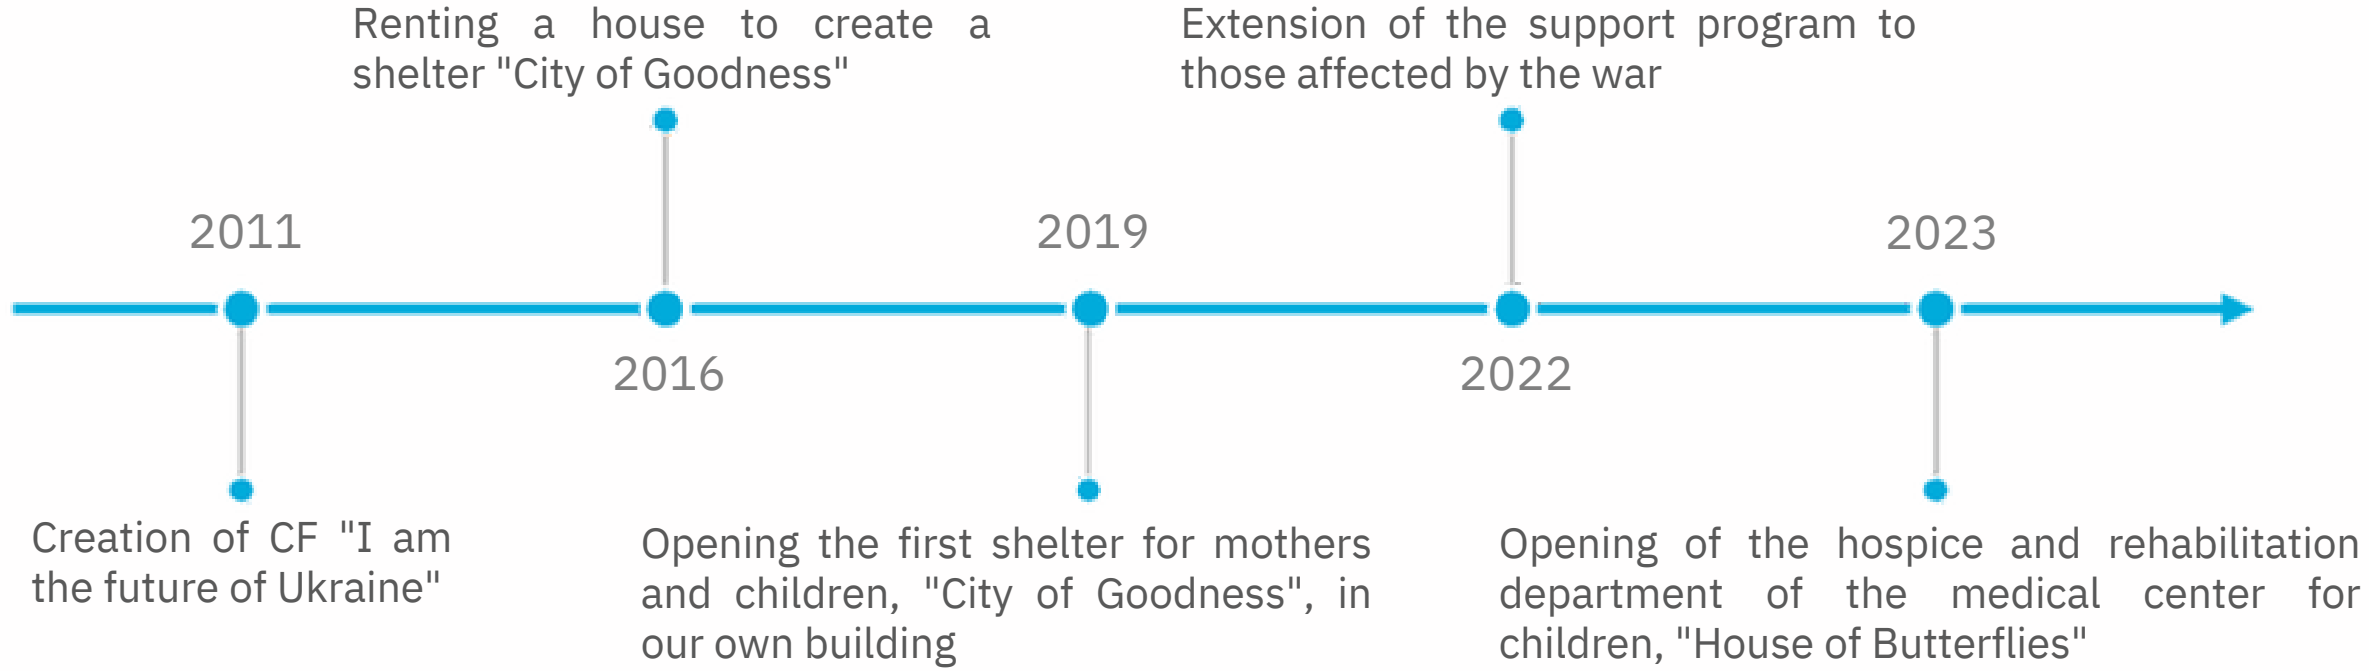 Renting a house to create a
shelter "City of Goodness"
Extension of the support program to
those affected by the war
2011
2019
2023
2016
2022
Creation of CF "I am
the future of Ukraine"
Opening the first shelter for mothers
and children, "City of Goodness", in
our own building
Opening of the hospice and rehabilitation
department of the medical center for
children, "House of Butterflies"